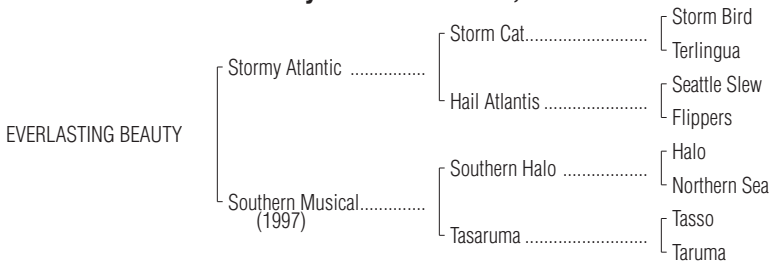 Storm Bird
Storm Cat........................
Terlingua
Stormy Atlantic ................
Seattle Slew
Hail Atlantis ......................
Flippers
EVERLASTING BEAUTY
Halo
Southern Halo ..................
Northern Sea
Southern Musical..............
(1997)
Tasso
Tasaruma ..........................
Taruma